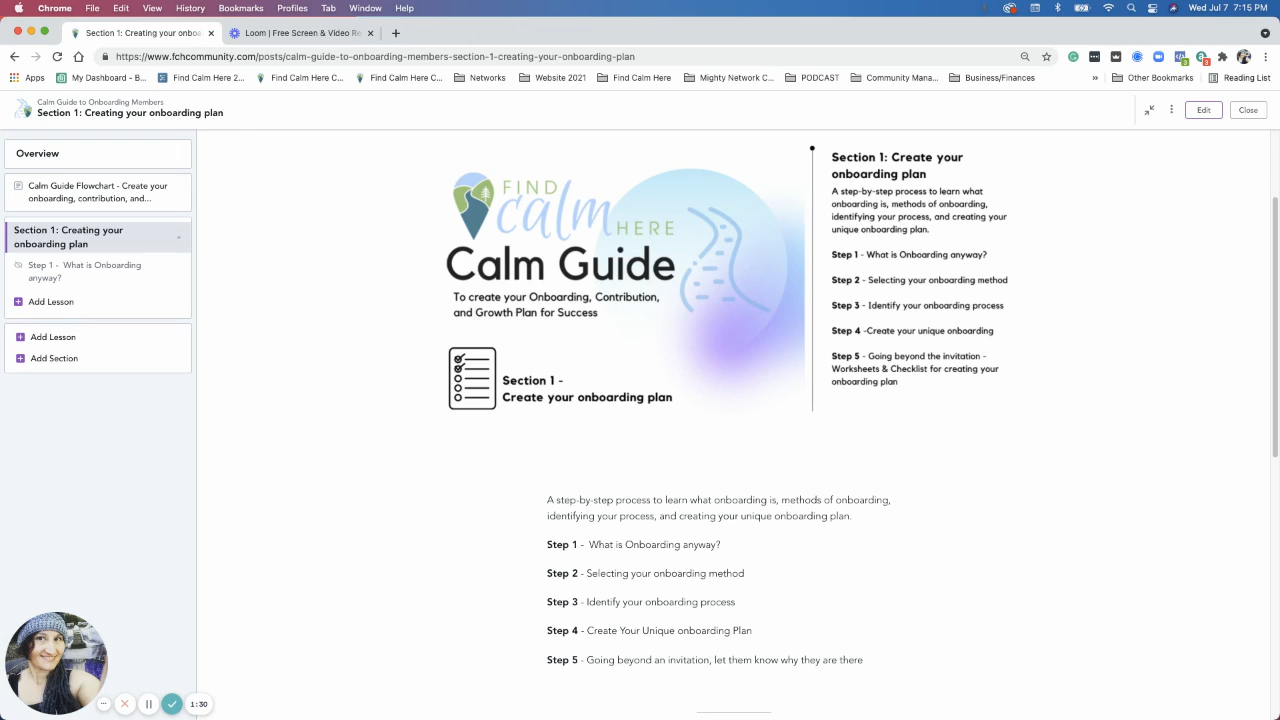 Chrome File Edit View History Bookmarks Profiles Tab Window Help
Wed Jul 7 7:15 PM
Section 1: Creating your onboa
Loom | Free Screen & Video Re
https://www.fchcommunity.com/posts/calm-guide-to-onboarding-members-section-1-creating-your-onboarding-plan
Apps
My Dashboard - B...
Find Calm Here 2...
Find Calm Here C...
Find Calm Here C...
Networks
Website 2021
Find Calm Here
Mighty Network C...
PODCAST
Community Mana...
Business/Finances
»
Other Bookmarks
Reading List
Calm Guide to Onboarding Members
Section 1: Creating your onboarding plan
Edit
Close
Overview
Calm Guide Flowchart - Create your
onboarding, contribution, and...
Section 1: Creating your
onboarding plan
Step 1 - What is Onboarding
anyway?
Add Lesson
Add Lesson
Add Section
FIND
calm
HERE
Calm Guide
To create your Onboarding, Contribution,
and Growth Plan for Success
Section 1 -
Create your onboarding plan
Section 1: Create your
onboarding plan
A step-by-step process to learn what
onboarding is, methods of onboarding,
identifying your process, and creating your
unique onboarding plan.
Step 1 - What is Onboarding anyway?
Step 2 - Selecting your onboarding method
Step 3 - Identify your onboarding process
Step 4 -Create your unique onboarding
Step 5 - Going beyond the invitation -
Worksheets & Checklist for creating your
onboarding plan
A step-by-step process to learn what onboarding is, methods of onboarding,
identifying your process, and creating your unique onboarding plan.
Step 1 - What is Onboarding anyway?
Step 2 - Selecting your onboarding method
Step 3 - Identify your onboarding process
Step 4 - Create Your Unique onboarding Plan
Step 5 - Going beyond an invitation, let them know why they are there
1:30